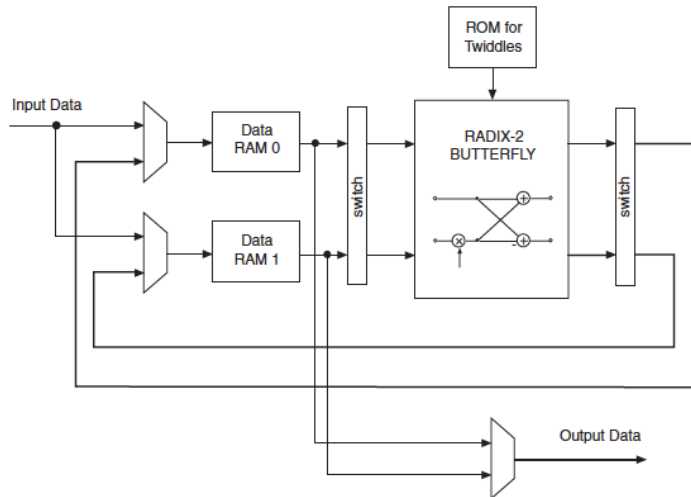 ROM for
Twiddles
Input Data
Data
RAM 0
switch
RADIX-2
BUTTERFLY
switch
Data
RAM 1
Output Data